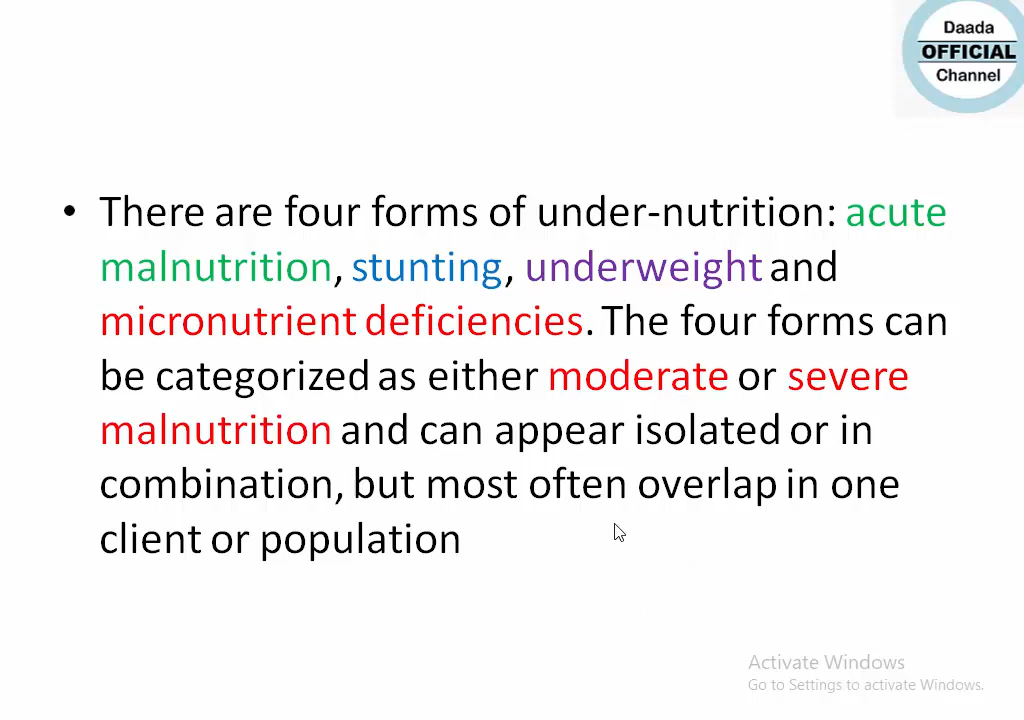 Daada
OFFICIAL
Channel
• There are four forms of under-nutrition: acute
malnutrition, stunting, underweight and
micronutrient deficiencies. The four forms can
be categorized as either moderate or severe
malnutrition and can appear isolated or in
combination, but most often overlap in one
client or population
Activate Windows
Go to Settings to activate Windows.